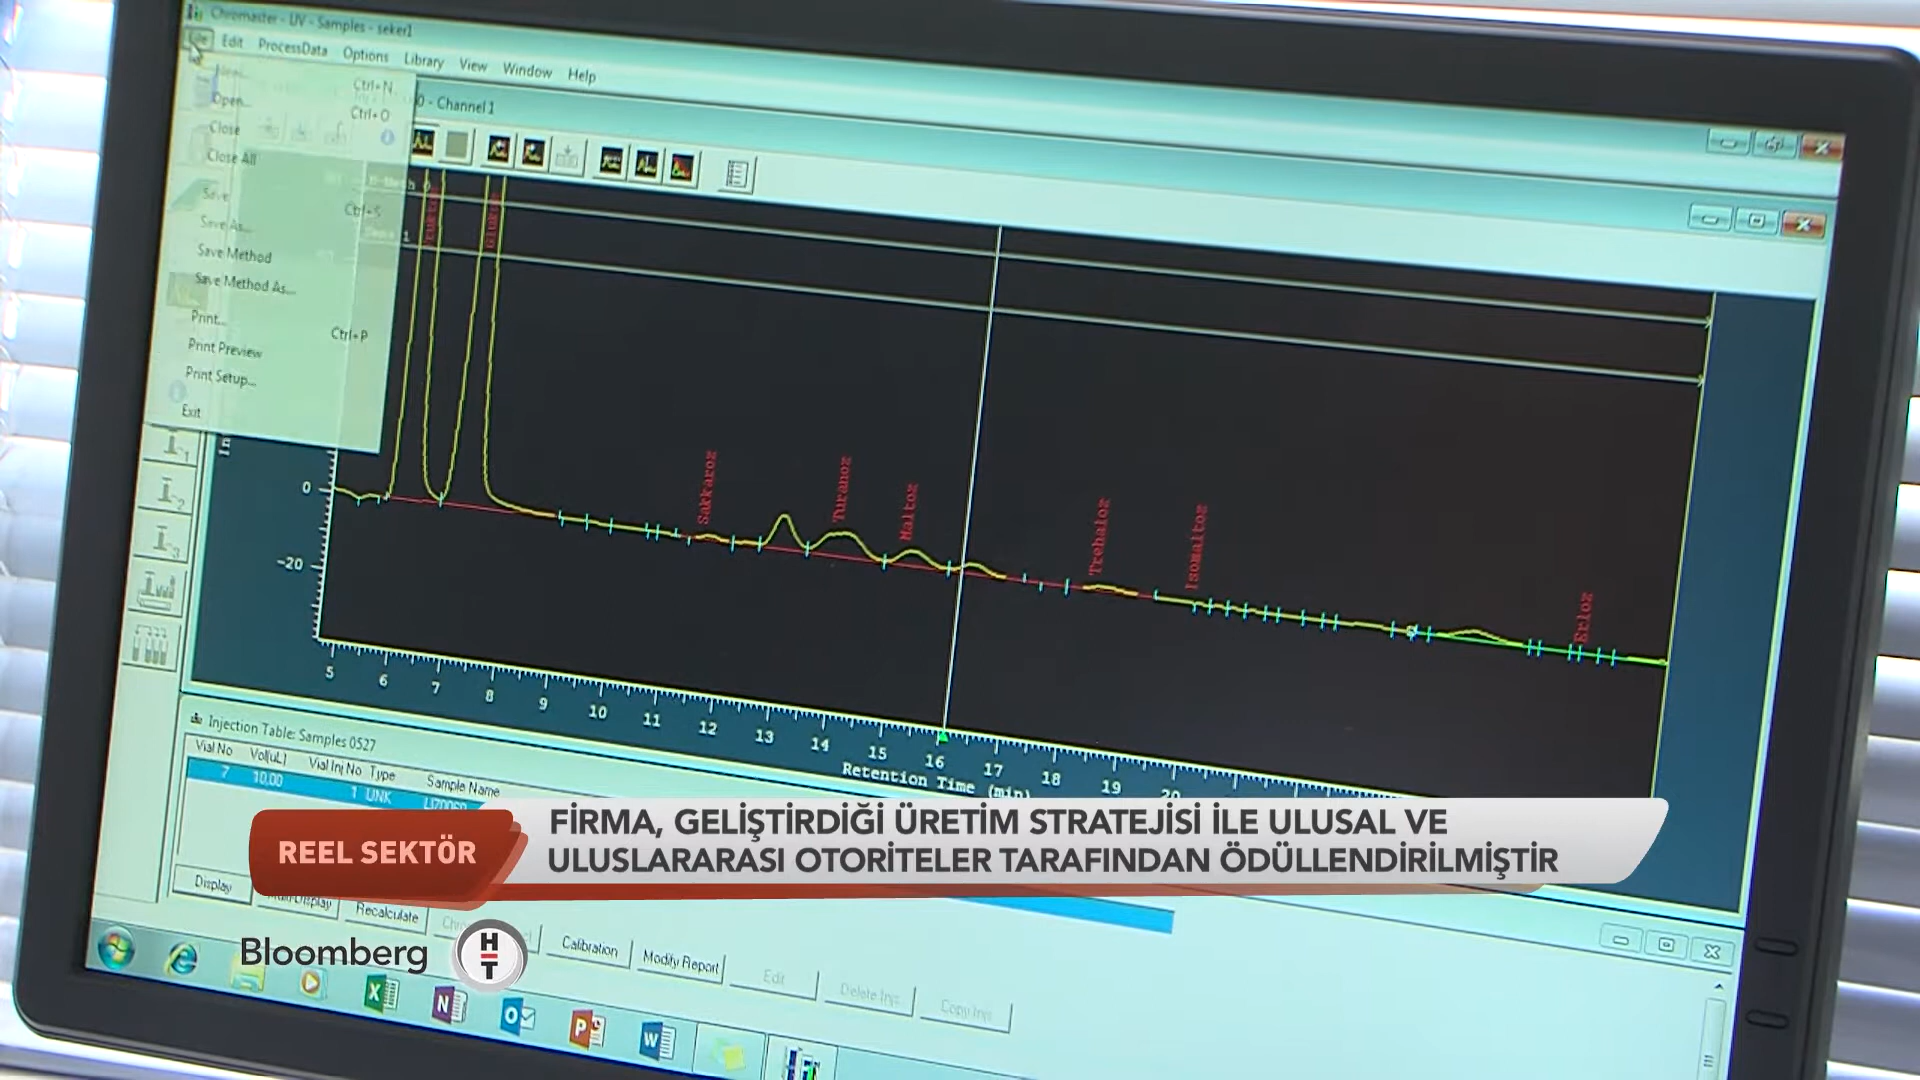 Chromaster - UV - Samples - seker1
File Edit ProcessData Options Library View Window Help
Ctrl+N
Open... Ctrl+O
Close
Close All
Save Ctrl+S
Save As...
Save Method
Save Method As...
Print... Ctrl+P
Print Preview
Print Setup...
Exit
0 - Channel 1
Sakkaroz
Turanoz
Maltoz
Trehaloz
Isomaltoz
Erloz
0
-20
5 6 7 8 9 10 11 12 13 14 15 16 17 18 19 20
Retention Time (min)
Injection Table: Samples 0527
Vial No Vol(uL) Vial Inj No Type Sample Name
7 10,00 1 UNK
REEL SEKTÖR
FİRMA, GELİŞTİRDİĞİ ÜRETİM STRATEJİSİ İLE ULUSAL VE
ULUSLARARASI OTORİTELER TARAFINDAN ÖDÜLLENDİRİLMİŞTİR
Display Recalculate Calibration Modify Report Edit Delete Inj. Copy Inj.
Bloomberg HT